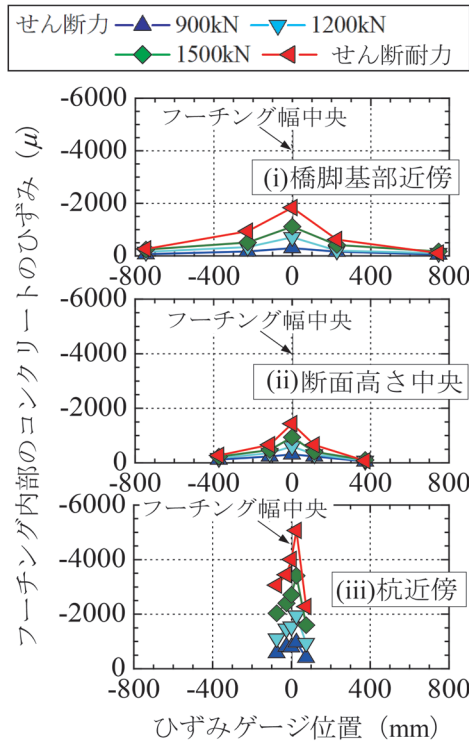 せん断力 900kN 1200kN
1500kN せん断耐力
フーチング内部のコンクリートのひずみ (μ)
-6000
フーチング幅中央
-4000
(i)橋脚基部近傍
-2000
0
-800 -400 0 400 800
-6000
フーチング幅中央
-4000
(ii)断面高さ中央
-2000
0
-800 -400 0 400 800
-6000
フーチング幅中央
-4000
(iii)杭近傍
-2000
0
-800 -400 0 400 800
ひずみゲージ位置 (mm)